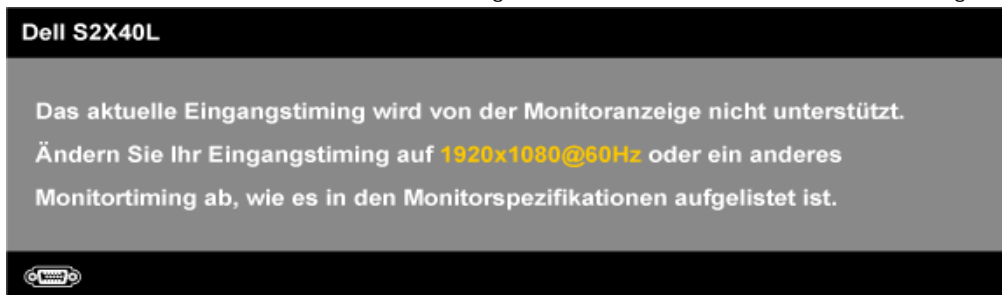 Dell S2X40L
Das aktuelle Eingangstiming wird von der Monitoranzeige nicht unterstützt.
Ändern Sie Ihr Eingangstiming auf 1920x1080@60Hz oder ein anderes
Monitortiming ab, wie es in den Monitorspezifikationen aufgelistet ist.